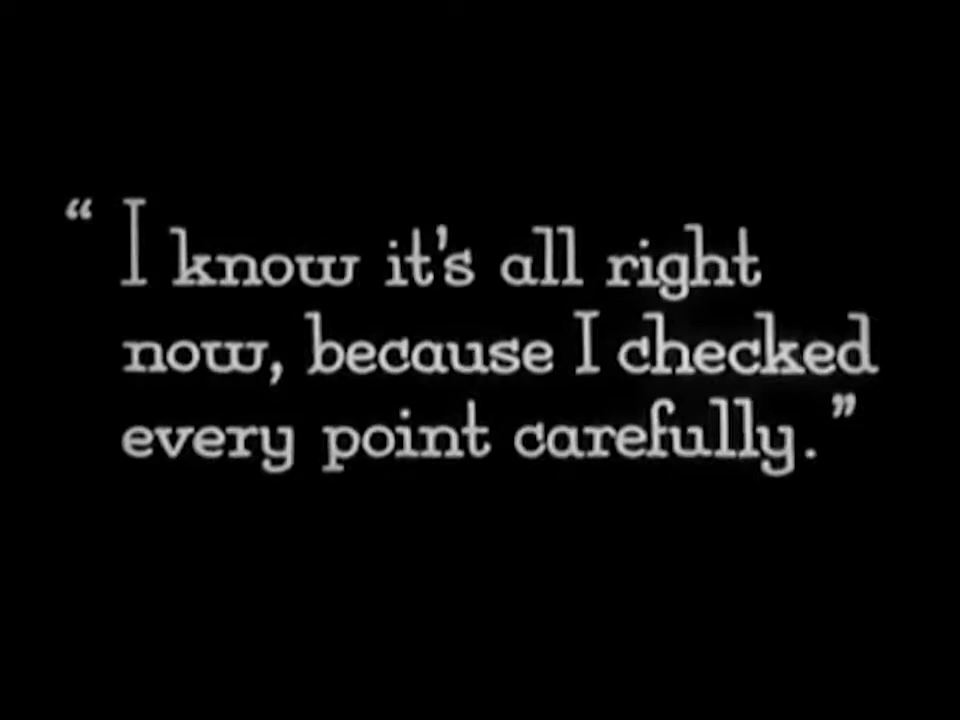 “ I know it's all right
now, because I checked
every point carefully.”